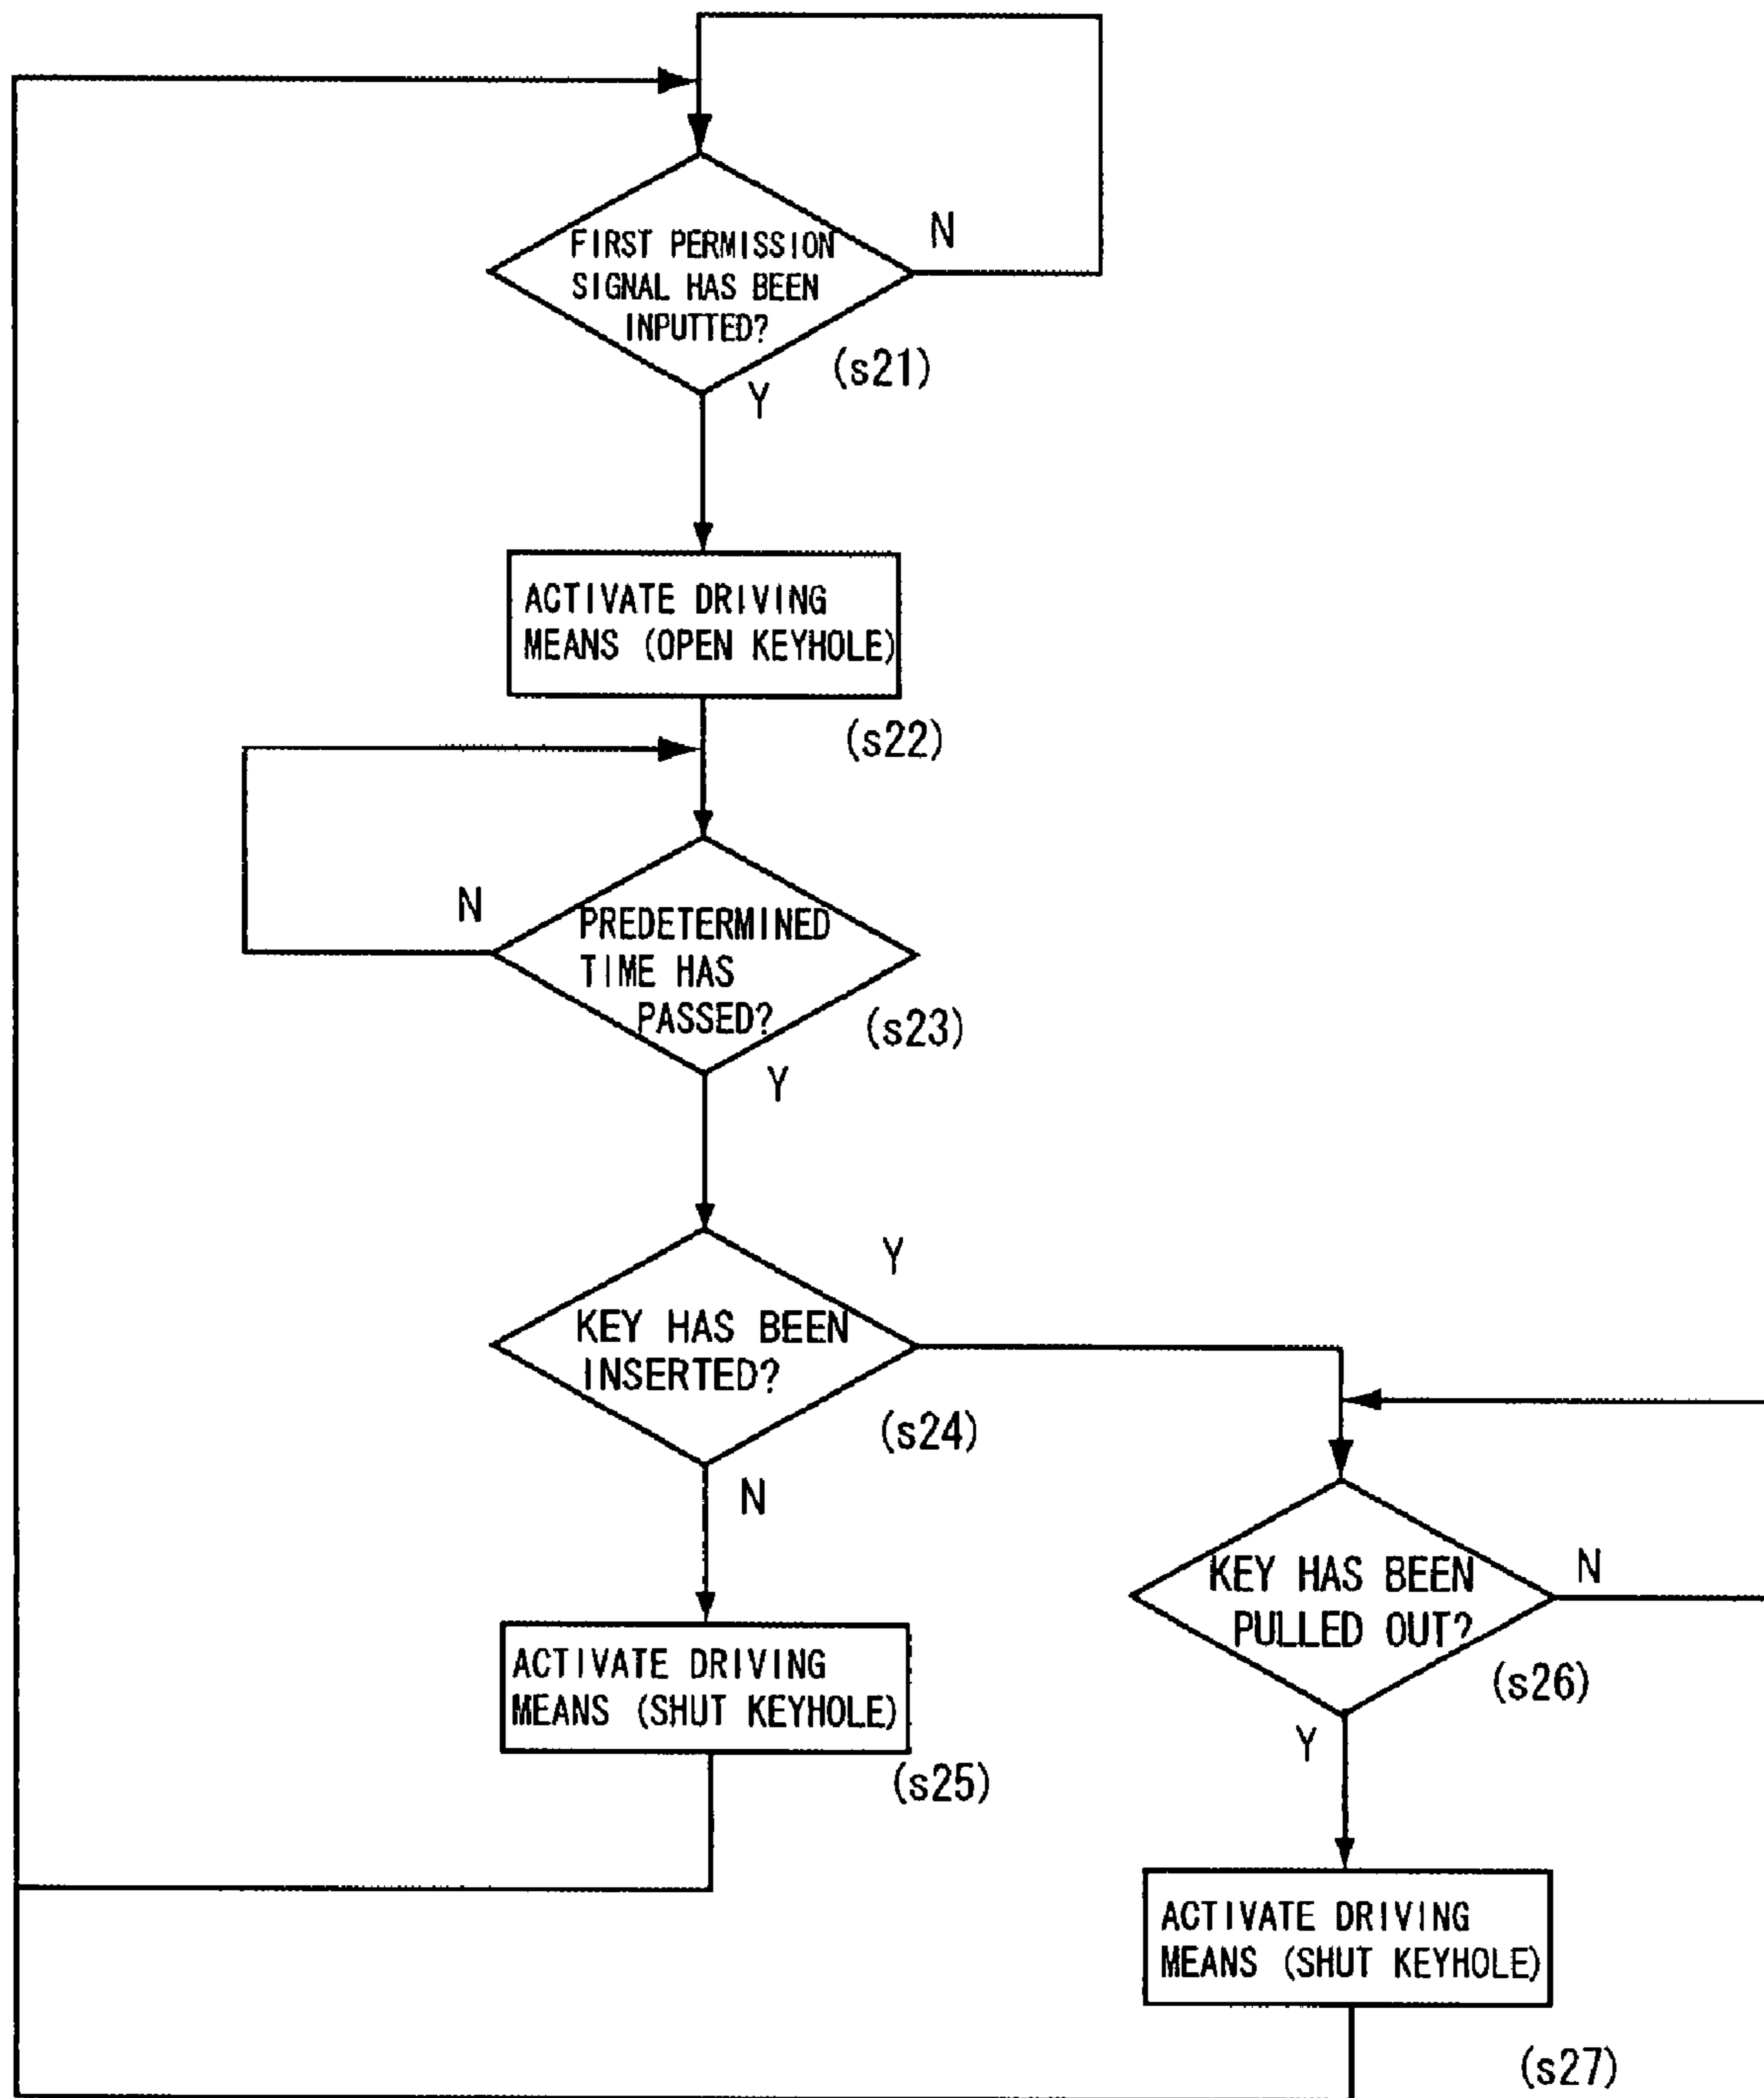 FIRST PERMISSION
SIGNAL HAS BEEN
INPUTTED?
N
(s21)
Y
ACTIVATE DRIVING
MEANS (OPEN KEYHOLE)
(s22)
N
PREDETERMINED
TIME HAS
PASSED?
(s23)
Y
Y
KEY HAS BEEN
INSERTED?
(s24)
N
ACTIVATE DRIVING
MEANS (SHUT KEYHOLE)
(s25)
KEY HAS BEEN
PULLED OUT?
N
(s26)
Y
ACTIVATE DRIVING
MEANS (SHUT KEYHOLE)
(s27)